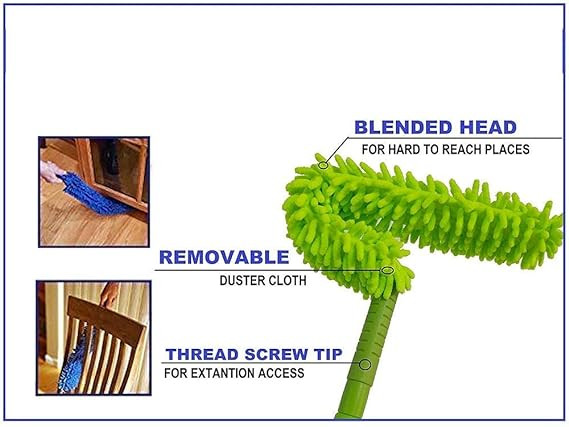 BLENDED HEAD
FOR HARD TO REACH PLACES
REMOVABLE
DUSTER CLOTH
THREAD SCREW TIP
FOR EXTANTION ACCESS